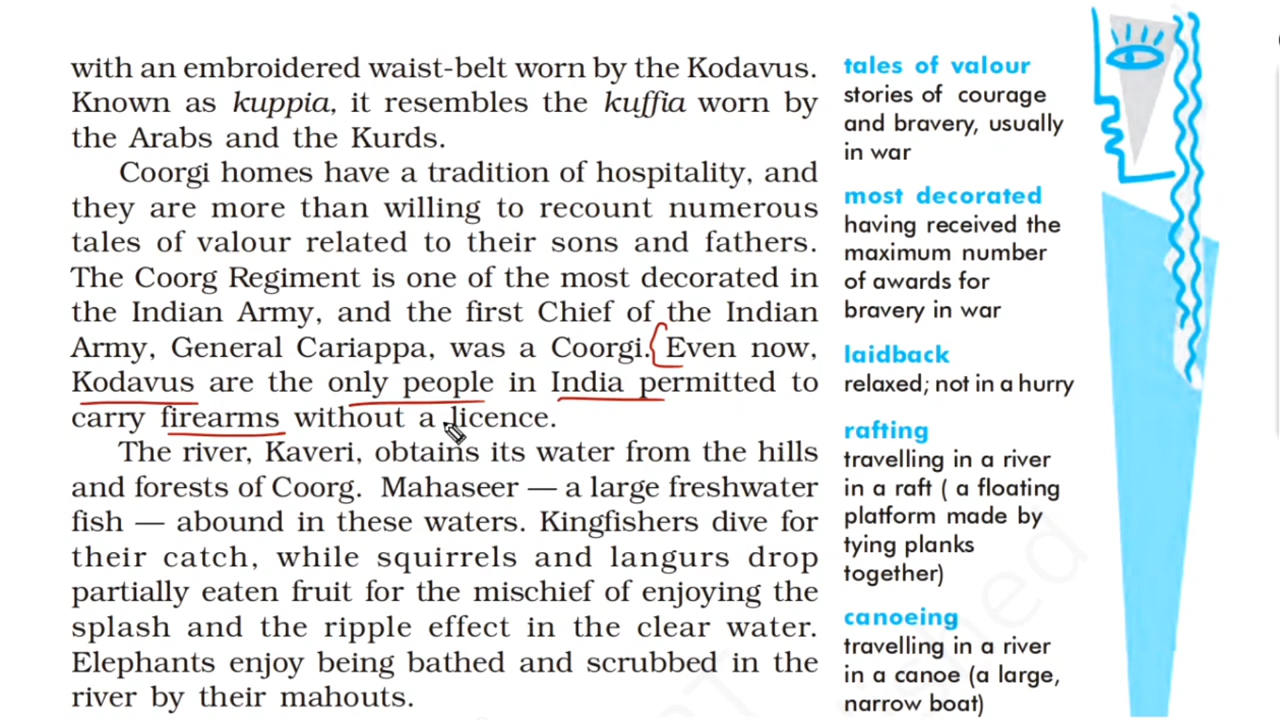 with an embroidered waist-belt worn by the Kodavus.
Known as kuppia, it resembles the kuffia worn by
the Arabs and the Kurds.
Coorgi homes have a tradition of hospitality, and
they are more than willing to recount numerous
tales of valour related to their sons and fathers.
The Coorg Regiment is one of the most decorated in
the Indian Army, and the first Chief of the Indian
Army, General Cariappa, was a Coorgi. Even now,
Kodavus are the only people in India permitted to
carry firearms without a licence.
The river, Kaveri, obtains its water from the hills
and forests of Coorg. Mahaseer — a large freshwater
fish — abound in these waters. Kingfishers dive for
their catch, while squirrels and langurs drop
partially eaten fruit for the mischief of enjoying the
splash and the ripple effect in the clear water.
Elephants enjoy being bathed and scrubbed in the
river by their mahouts.
tales of valour
stories of courage
and bravery, usually
in war
most decorated
having received the
maximum number
of awards for
bravery in war
laidback
relaxed; not in a hurry
rafting
travelling in a river
in a raft ( a floating
platform made by
tying planks
together)
canoeing
travelling in a river
in a canoe (a large,
narrow boat)